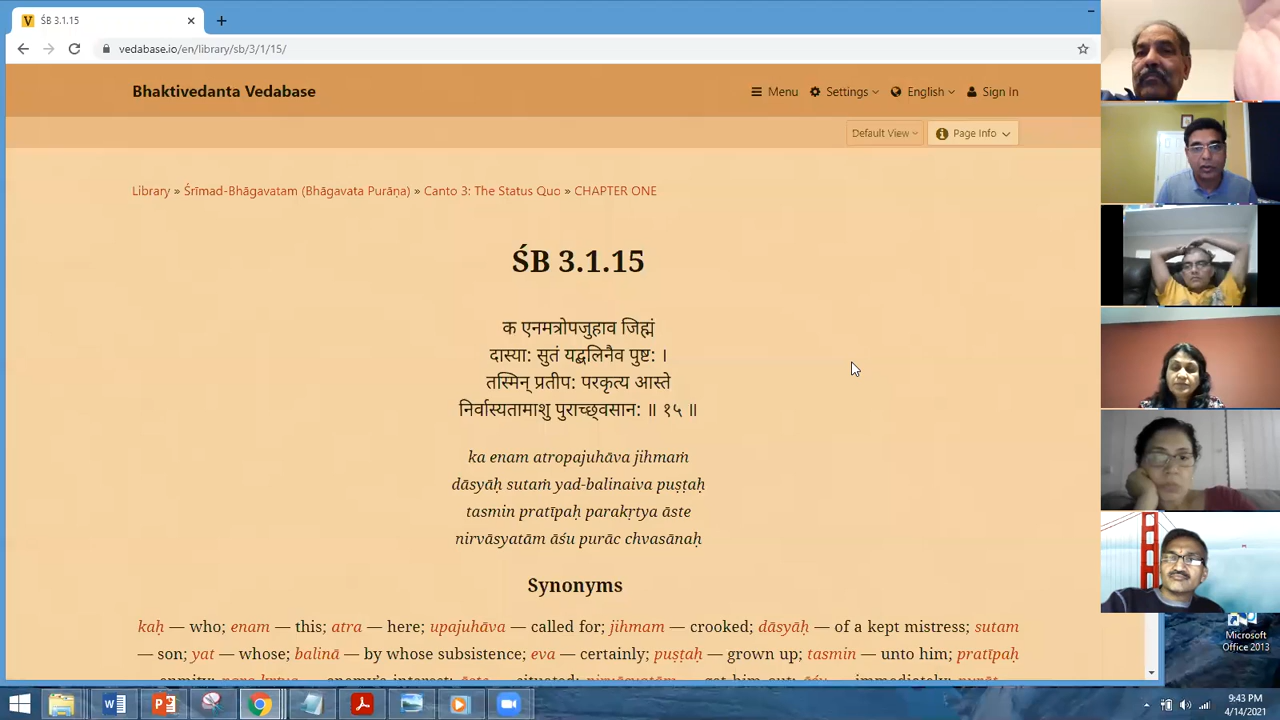 ŚB 3.1.15
vedabase.io/en/library/sb/3/1/15/
Bhaktivedanta Vedabase
Menu Settings English Sign In
Default View Page Info
Library » Śrīmad-Bhāgavatam (Bhāgavata Purāṇa) » Canto 3: The Status Quo » CHAPTER ONE
ŚB 3.1.15
क एनमत्रोपजुहाव जिह्मं
दास्या: सुतं यद्बलिनैव पुष्ट: ।
तस्मिन् प्रतीप: परकृत्य आस्ते
निर्वास्यतामाशु पुराच्छ्वसान: ॥ १५ ॥
ka enam atropajuhāva jihmaṁ
dāsyāḥ sutaṁ yad-balinaiva puṣṭaḥ
tasmin pratīpaḥ parakṛtya āste
nirvāsyatām āśu purāc chvasānaḥ
Synonyms
kaḥ — who; enam — this; atra — here; upajuhāva — called for; jihmam — crooked; dāsyāḥ — of a kept mistress; sutam
— son; yat — whose; balinā — by whose subsistence; eva — certainly; puṣṭaḥ — grown up; tasmin — unto him; pratīpaḥ
Microsoft
Office 2013
9:43 PM
4/14/2021